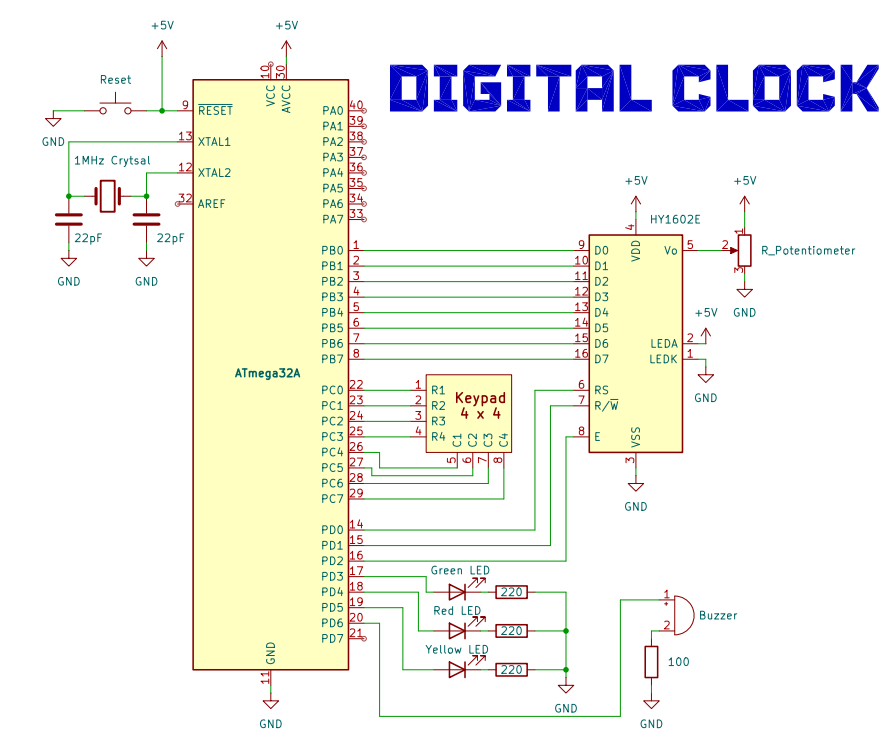 DIGITAL CLOCK
+5V
+5V
Reset
10
30
VCC
AVCC
9
RESET
GND
13
XTAL1
1MHz Crytsal
12
XTAL2
32
AREF
22pF
22pF
GND
GND
ATmega32A
PA0
40
PA1
39
PA2
38
PA3
37
PA4
36
PA5
35
PA6
34
PA7
33
PB0
1
PB1
2
PB2
3
PB3
4
PB4
5
PB5
6
PB6
7
PB7
8
PC0
22
PC1
23
PC2
24
PC3
25
PC4
26
PC5
27
PC6
28
PC7
29
PD0
14
PD1
15
PD2
16
PD3
17
PD4
18
PD5
19
PD6
20
PD7
21
GND
11
GND
1
R1
2
R2
3
R3
4
R4
Keypad
4 x 4
C1
C2
C3
C4
5
6
7
8
+5V
4
HY1602E
VDD
9
D0
10
D1
11
D2
12
D3
13
D4
14
D5
15
D6
16
D7
6
RS
7
R/W
8
E
VSS
3
GND
Vo
5
+5V
1
2
3
R_Potentiometer
GND
+5V
LEDA
2
LEDK
1
GND
Green LED
220
Red LED
220
Yellow LED
220
GND
1
+
2
Buzzer
100
GND